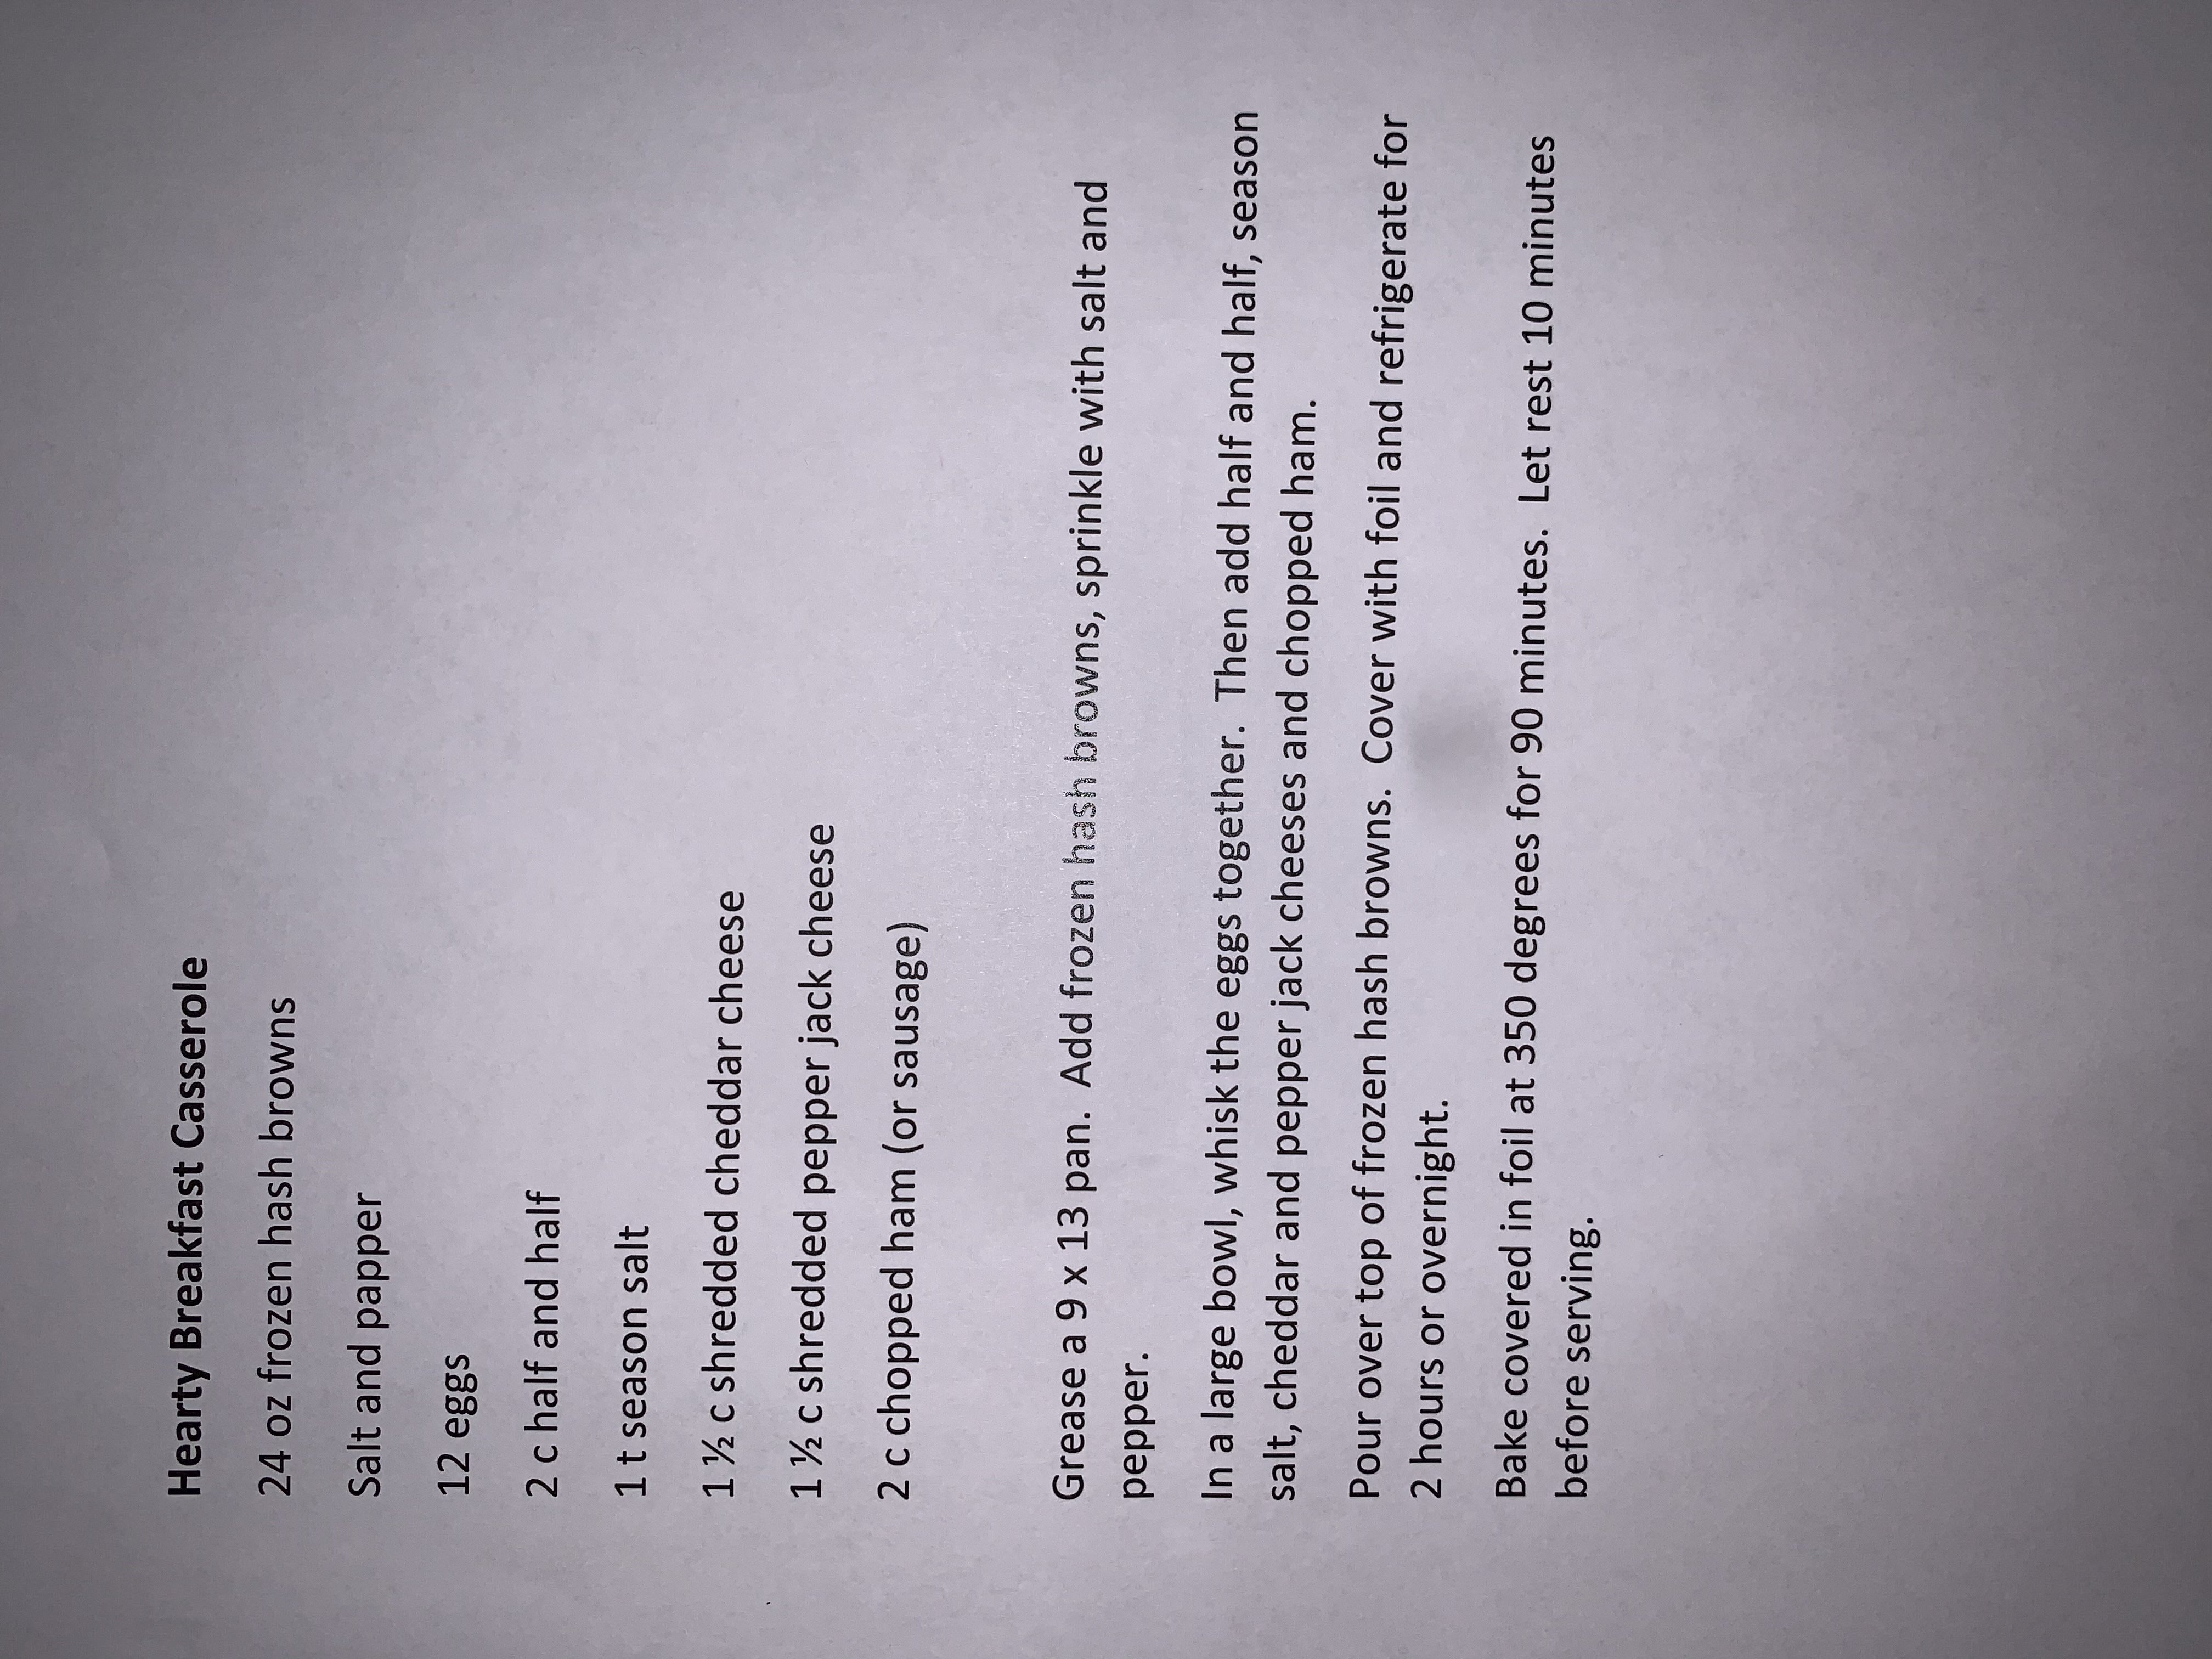 Hearty Breakfast Casserole
24 oz frozen hash browns
Salt and papper
12 eggs
2 c half and half
1 t season salt
1 ½ c shredded cheddar cheese
1 ½ c shredded pepper jack cheese
2 c chopped ham (or sausage)
Grease a 9 x 13 pan.  Add frozen hash browns, sprinkle with salt and
pepper.
In a large bowl, whisk the eggs together.  Then add half and half, season
salt, cheddar and pepper jack cheeses and chopped ham.
Pour over top of frozen hash browns.  Cover with foil and refrigerate for
2 hours or overnight.
Bake covered in foil at 350 degrees for 90 minutes.  Let rest 10 minutes
before serving.